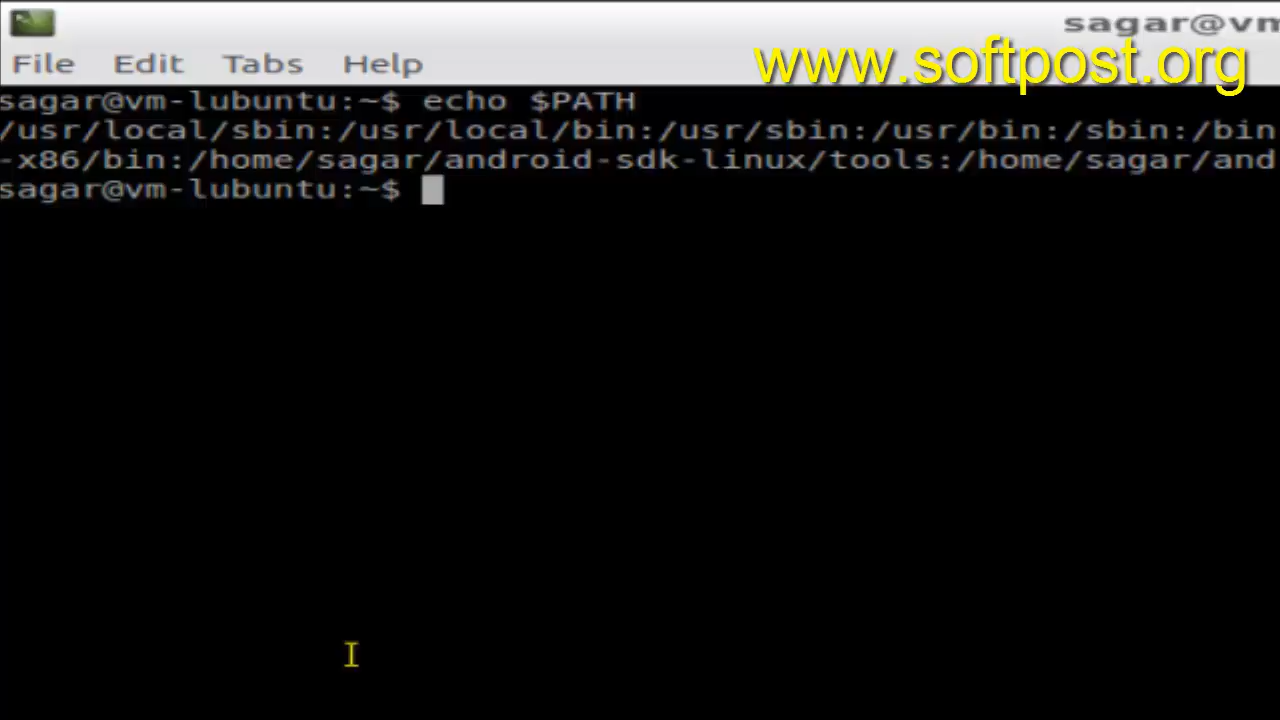 sagar@vm
www.softpost.org
File Edit Tabs Help
sagar@vm-lubuntu:~$ echo $PATH
/usr/local/sbin:/usr/local/bin:/usr/sbin:/usr/bin:/sbin:/bin
-x86/bin:/home/sagar/android-sdk-linux/tools:/home/sagar/and
sagar@vm-lubuntu:~$